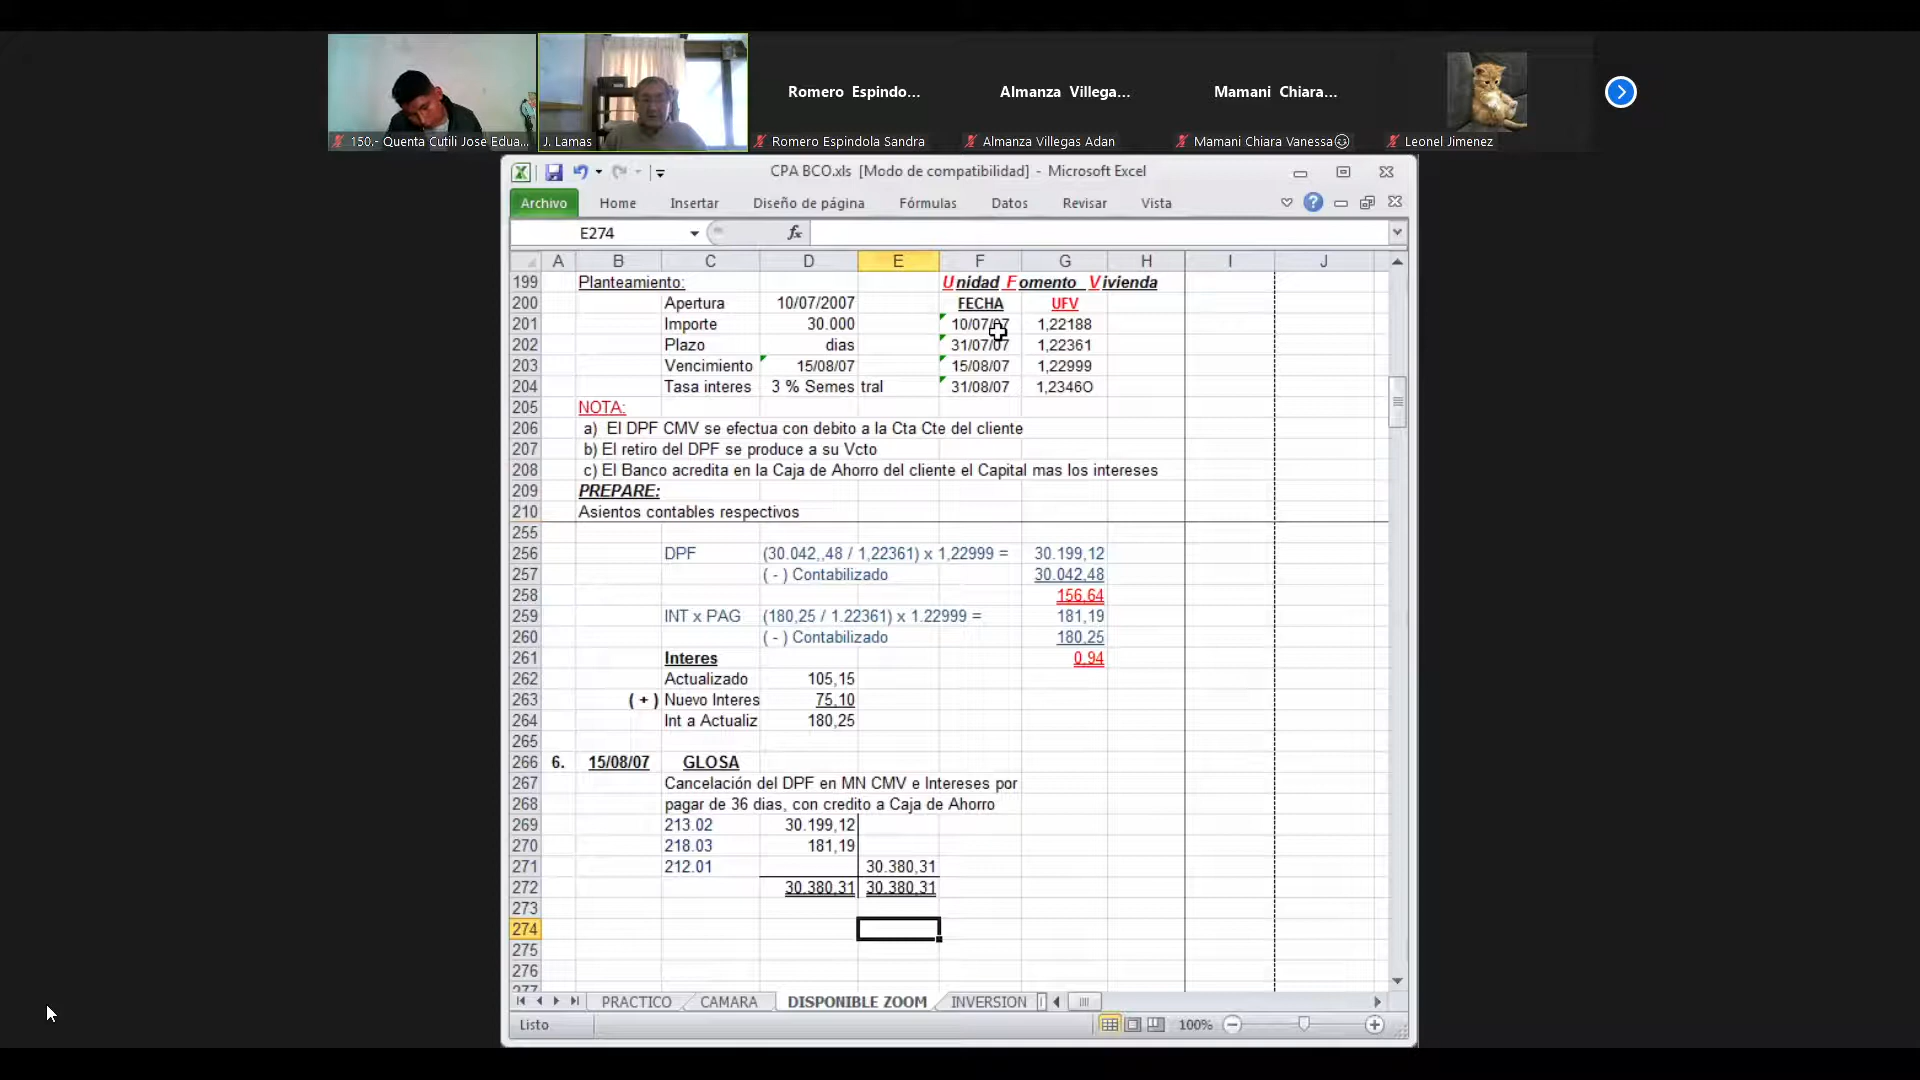 Romero Espindo...
Almanza Villega...
Mamani Chiara...
150.- Quenta Cutili Jose Edua...
J. Lamas
Romero Espindola Sandra
Almanza Villegas Adan
Mamani Chiara Vanessa☺
Leonel Jimenez
CPA BCO.xls [Modo de compatibilidad] - Microsoft Excel
Archivo Home Insertar Diseño de página Fórmulas Datos Revisar Vista
E274 fx
A B C D E F G H I J
199 Planteamiento: Unidad Fomento Vivienda
200 Apertura 10/07/2007 FECHA UFV
201 Importe 30.000 10/07/07 1,22188
202 Plazo dias 31/07/07 1,22361
203 Vencimiento 15/08/07 15/08/07 1,22999
204 Tasa interes 3 % Semes tral 31/08/07 1,2346O
205 NOTA:
206 a) El DPF CMV se efectua con debito a la Cta Cte del cliente
207 b) El retiro del DPF se produce a su Vcto
208 c) El Banco acredita en la Caja de Ahorro del cliente el Capital mas los intereses
209 PREPARE:
210 Asientos contables respectivos
255
256 DPF (30.042,,48 / 1,22361) x 1,22999 = 30.199,12
257 ( - ) Contabilizado 30.042,48
258 156,64
259 INT x PAG (180,25 / 1.22361) x 1.22999 = 181,19
260 ( - ) Contabilizado 180,25
261 Interes 0,94
262 Actualizado 105,15
263 ( + ) Nuevo Interes 75,10
264 Int a Actualiz 180,25
265
266 6. 15/08/07 GLOSA
267 Cancelación del DPF en MN CMV e Intereses por
268 pagar de 36 dias, con credito a Caja de Ahorro
269 213.02 30.199,12
270 218.03 181,19
271 212.01 30.380,31
272 30.380,31 30.380,31
273
274
275
276
277
PRACTICO CAMARA DISPONIBLE ZOOM INVERSION
Listo 100%